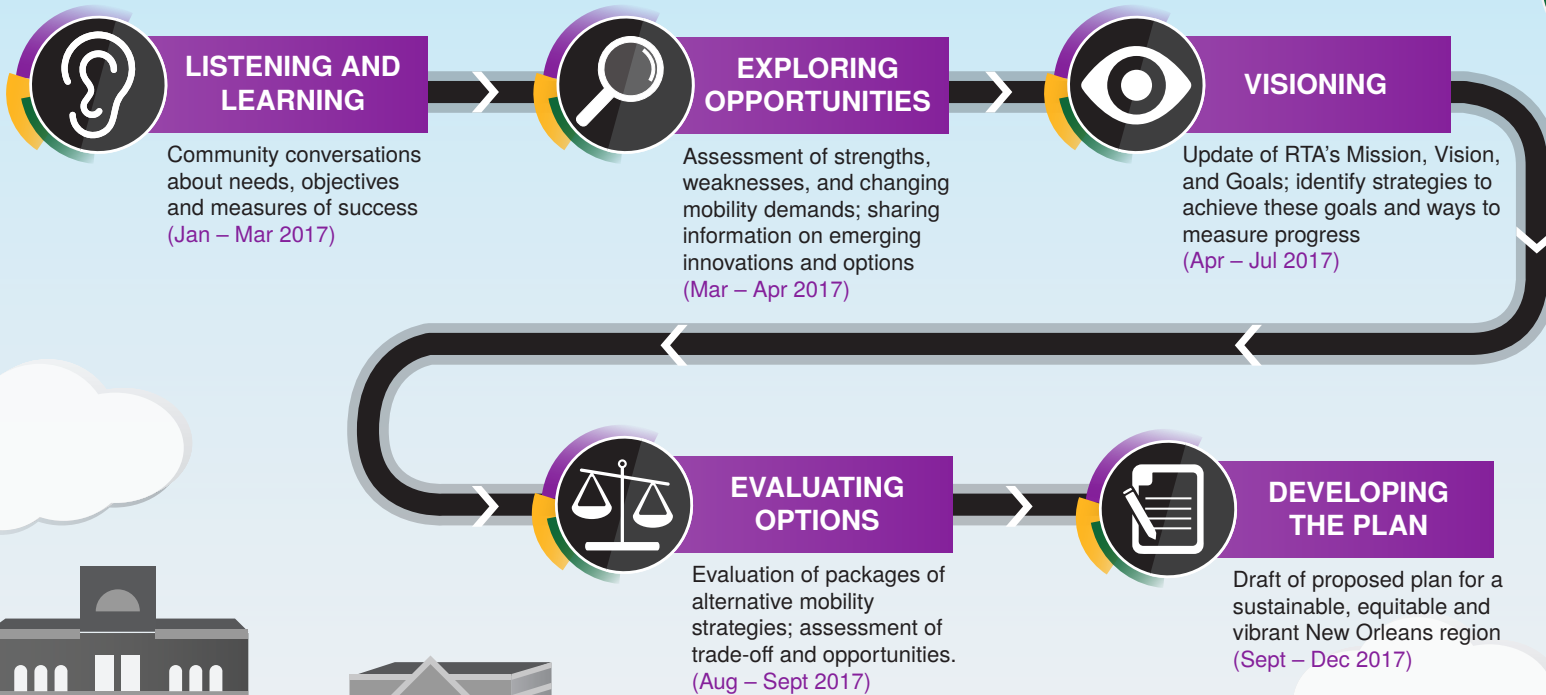 LISTENING AND
LEARNING
Community conversations
about needs, objectives
and measures of success
(Jan – Mar 2017)
EXPLORING
OPPORTUNITIES
Assessment of strengths,
weaknesses, and changing
mobility demands; sharing
information on emerging
innovations and options
(Mar – Apr 2017)
VISIONING
Update of RTA’s Mission, Vision,
and Goals; identify strategies to
achieve these goals and ways to
measure progress
(Apr – Jul 2017)
EVALUATING
OPTIONS
Evaluation of packages of
alternative mobility
strategies; assessment of
trade-off and opportunities.
(Aug – Sept 2017)
DEVELOPING
THE PLAN
Draft of proposed plan for a
sustainable, equitable and
vibrant New Orleans region
(Sept – Dec 2017)